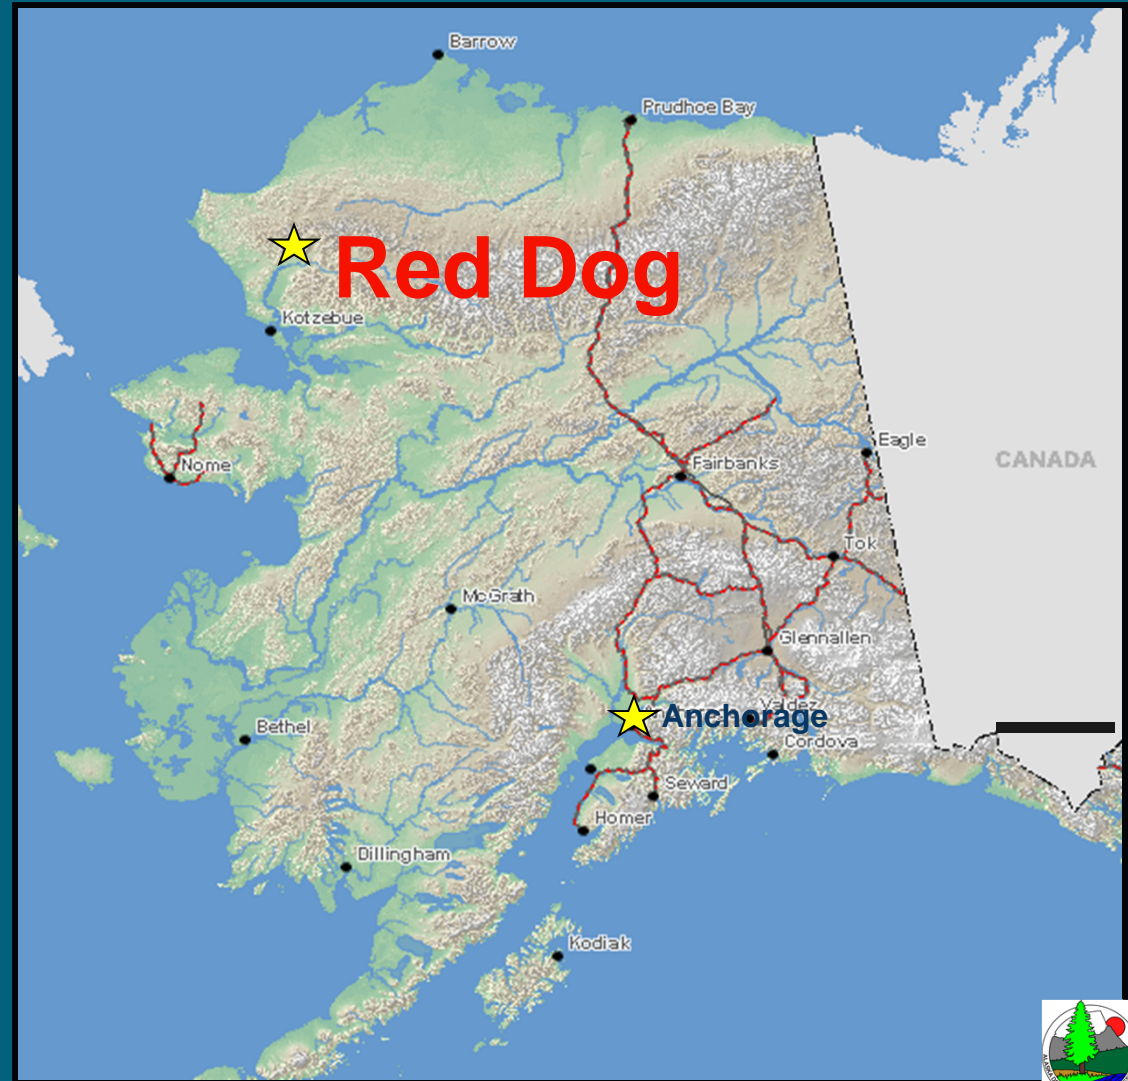 Barrow
Prudhoe Bay
Red Dog
Kotzebue
Eagle
CANADA
Nome
Fairbanks
Tok
McGrath
Glennallen
Valdez
Anchorage
Bethel
Cordova
Seward
Homer
Dillingham
Kodiak